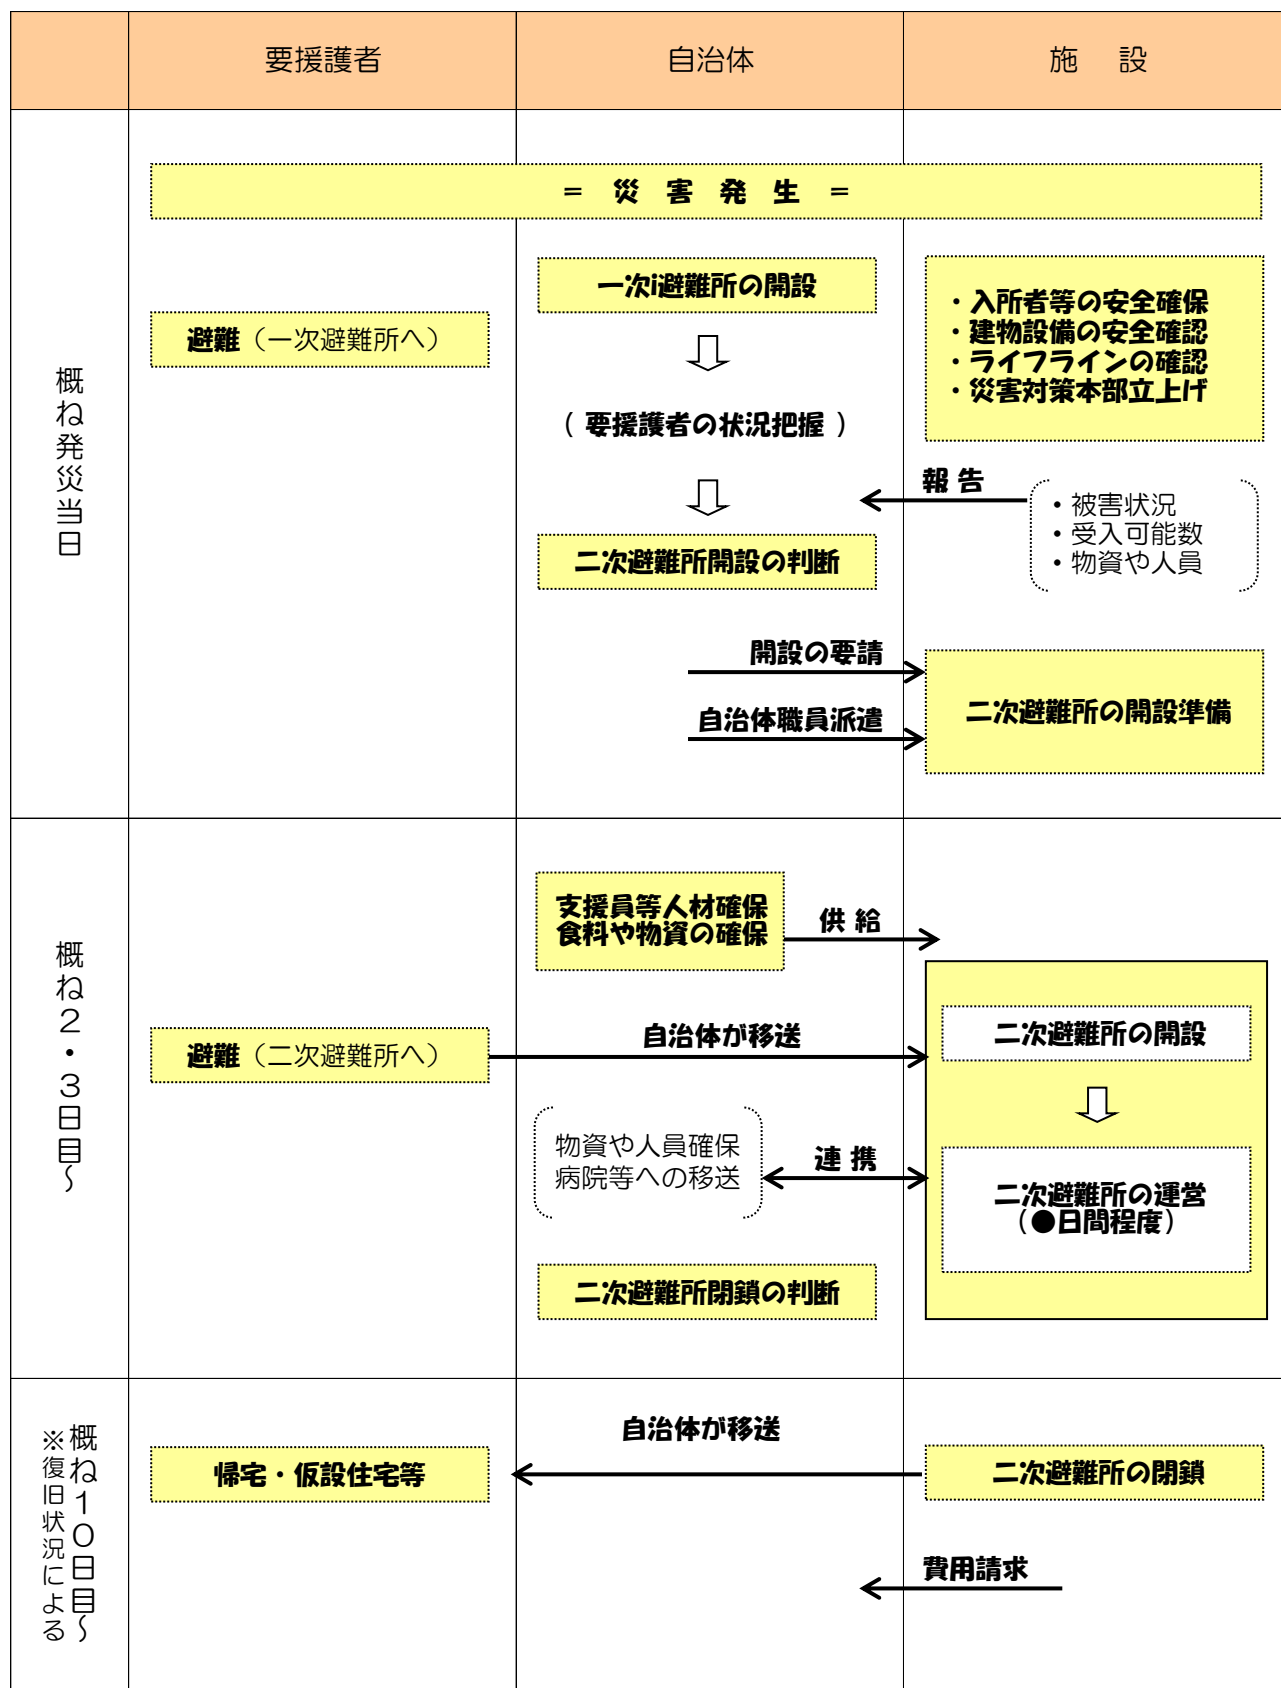 要援護者
自治体
施　設
概ね発災当日
＝ 災 害 発 生 ＝
一次i避難所の開設
避難（一次避難所へ）
・入所者等の安全確保
・建物設備の安全確認
・ライフラインの確認
・災害対策本部立上げ
（ 要援護者の状況把握 ）
報 告
・被害状況
・受入可能数
・物資や人員
二次避難所開設の判断
開設の要請
自治体職員派遣
二次避難所の開設準備
概ね２・３日目～
支援員等人材確保
食料や物資の確保
供 給
避難（二次避難所へ）
自治体が移送
二次避難所の開設
物資や人員確保
病院等への移送
連 携
二次避難所の運営
（●日間程度）
二次避難所閉鎖の判断
概ね１０日目～
※復旧状況による
自治体が移送
帰宅・仮設住宅等
二次避難所の閉鎖
費用請求